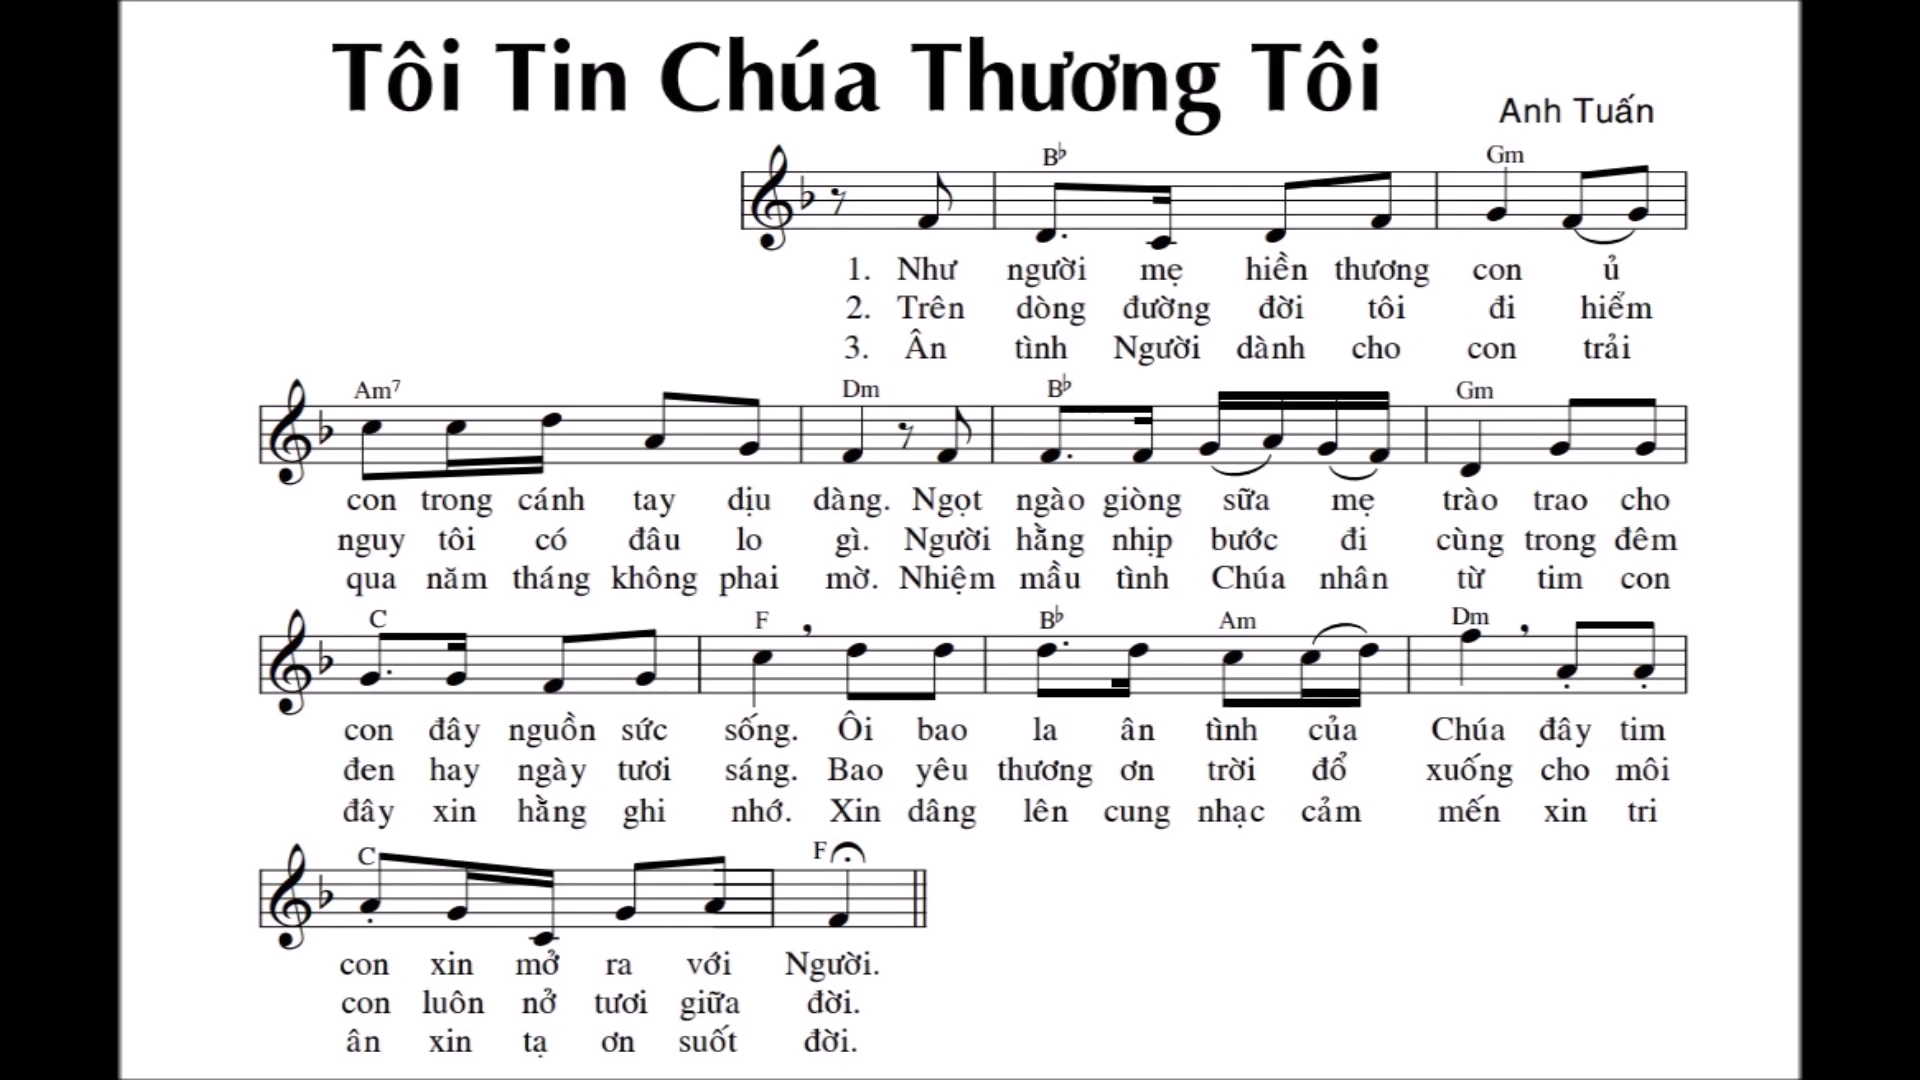 Tôi Tin Chúa Thương Tôi
Anh Tuấn
B♭ Gm
1. Như người mẹ hiền thương con ủ
2. Trên dòng đường đời tôi đi hiểm
3. Ân tình Người dành cho con trải
Am7 Dm B♭ Gm
con trong cánh tay dịu dàng. Ngọt ngào giòng sữa mẹ trào trao cho
nguy tôi có đâu lo gì. Người hằng nhịp bước đi cùng trong đêm
qua năm tháng không phai mờ. Nhiệm mầu tình Chúa nhân từ tim con
C F B♭ Am Dm
con đây nguồn sức sống. Ôi bao la ân tình của Chúa đây tim
đen hay ngày tươi sáng. Bao yêu thương ơn trời đổ xuống cho môi
đây xin hằng ghi nhớ. Xin dâng lên cung nhạc cảm mến xin tri
C F
con xin mở ra với Người.
con luôn nở tươi giữa đời.
ân xin tạ ơn suốt đời.